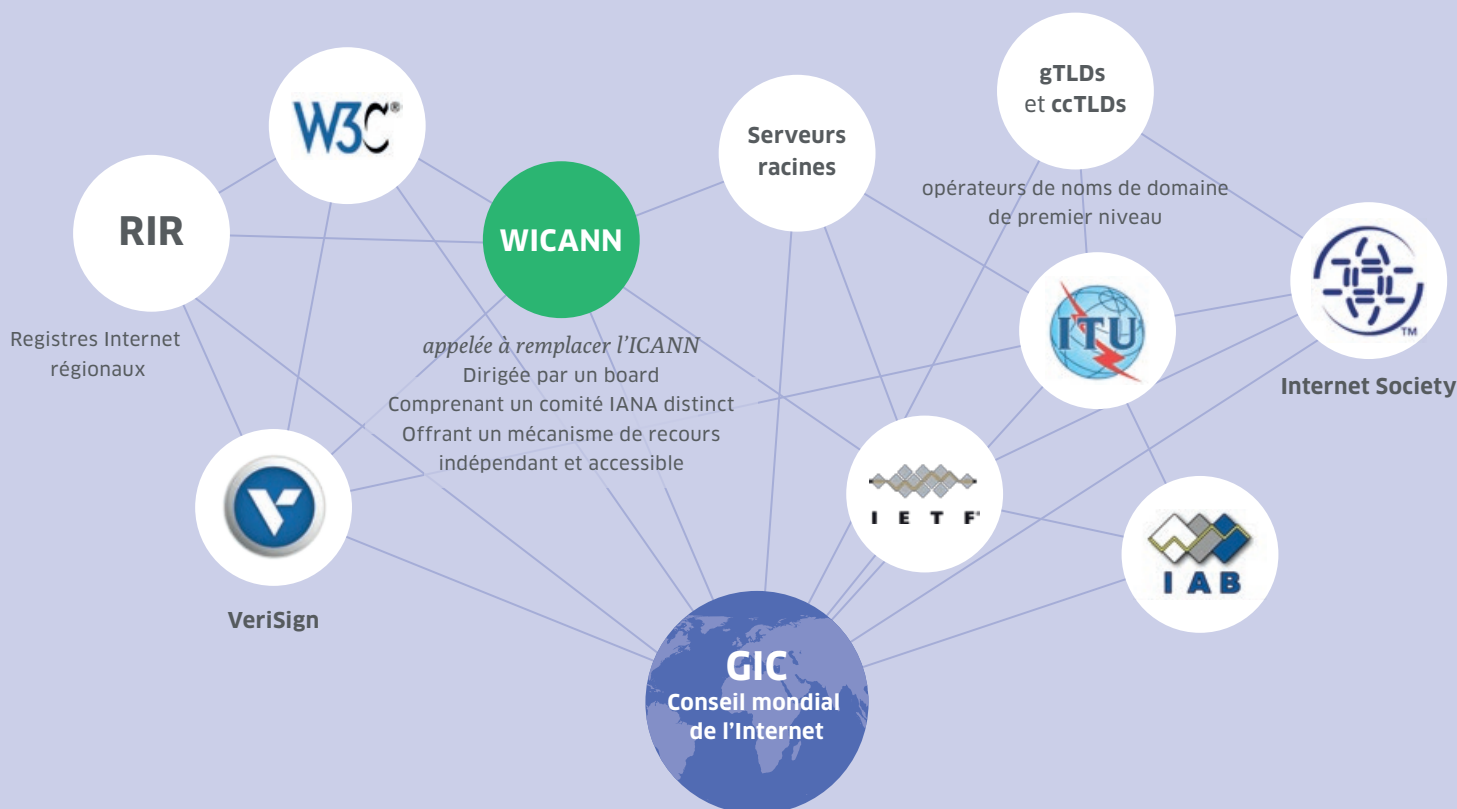 gTLDs
et ccTLDs
W3C®
Serveurs
racines
opérateurs de noms de domaine
de premier niveau
RIR
WICANN
ITU
TM
Registres Internet
régionaux
appelée à remplacer l’ICANN
Dirigée par un board
Comprenant un comité IANA distinct
Offrant un mécanisme de recours
indépendant et accessible
Internet Society
I E T F®
I A B
VeriSign
GIC
Conseil mondial
de l’Internet